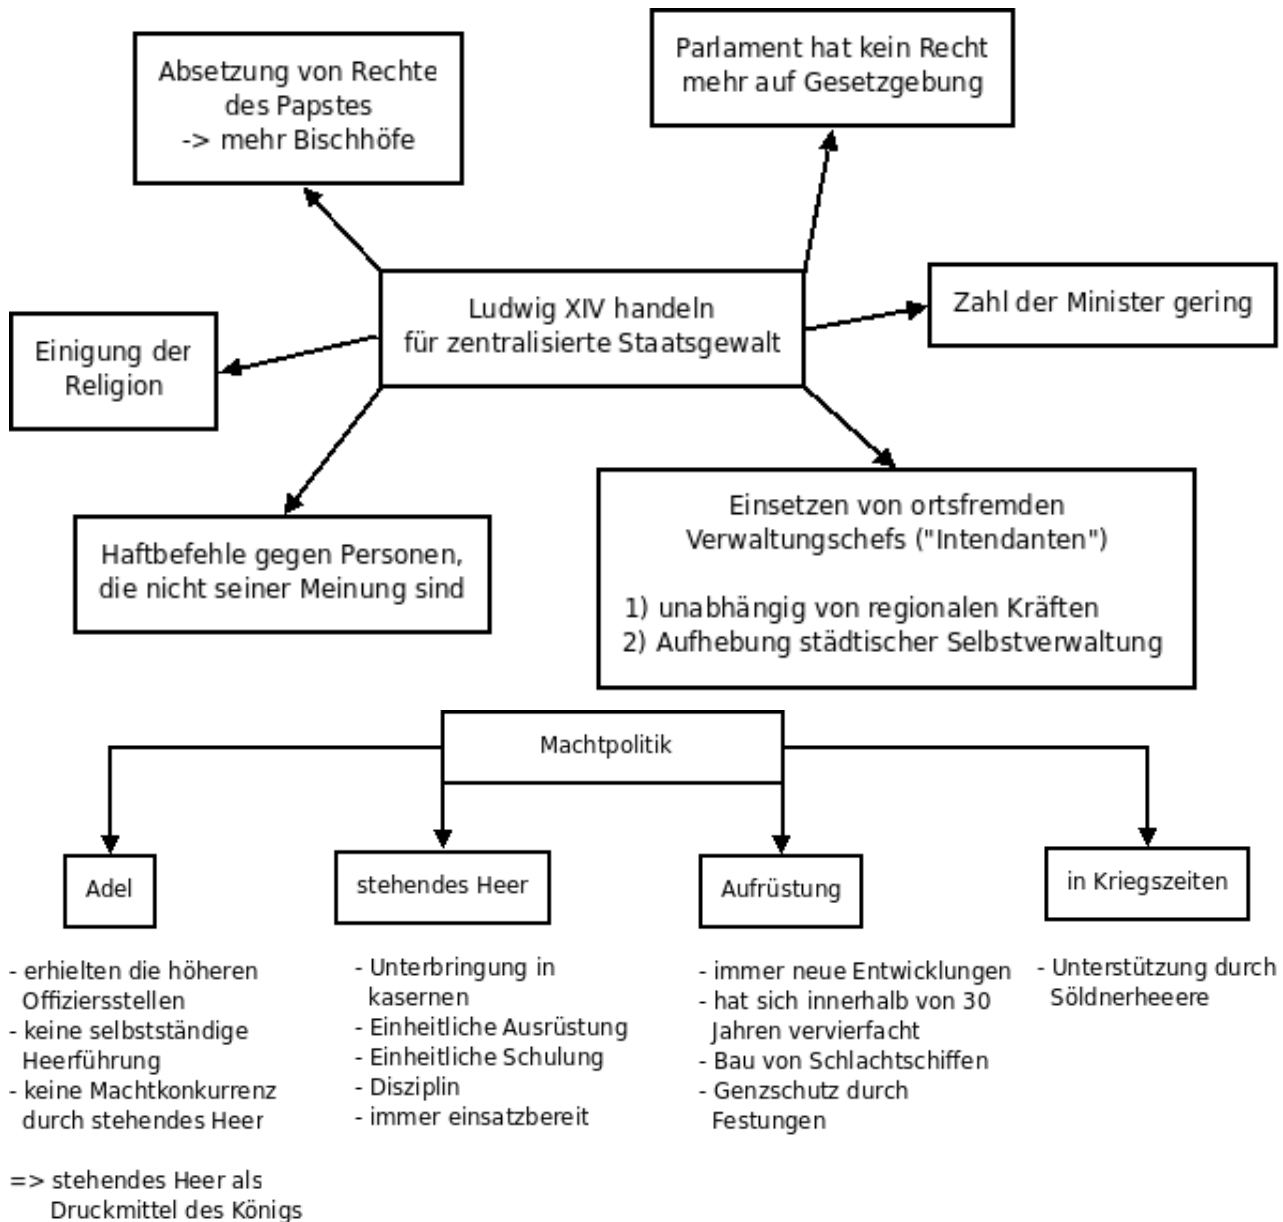 Absetzung von Rechte
des Papstes
-> mehr Bischhöfe
Parlament hat kein Recht
mehr auf Gesetzgebung
Ludwig XIV handeln
für zentralisierte Staatsgewalt
Zahl der Minister gering
Einigung der
Religion
Haftbefehle gegen Personen,
die nicht seiner Meinung sind
Einsetzen von ortsfremden
Verwaltungschefs ("Intendanten")
1) unabhängig von regionalen Kräften
2) Aufhebung städtischer Selbstverwaltung
Machtpolitik
Adel
- erhielten die höheren
Offiziersstellen
- keine selbstständige
Heerführung
- keine Machtkonkurrenz
durch stehendes Heer
=> stehendes Heer als
Druckmittel des Königs
stehendes Heer
- Unterbringung in
kasernen
- Einheitliche Ausrüstung
- Einheitliche Schulung
- Disziplin
- immer einsatzbereit
Aufrüstung
- immer neue Entwicklungen
- hat sich innerhalb von 30
Jahren vervierfacht
- Bau von Schlachtschiffen
- Genzschutz durch
Festungen
in Kriegszeiten
- Unterstützung durch
Söldnerheeere